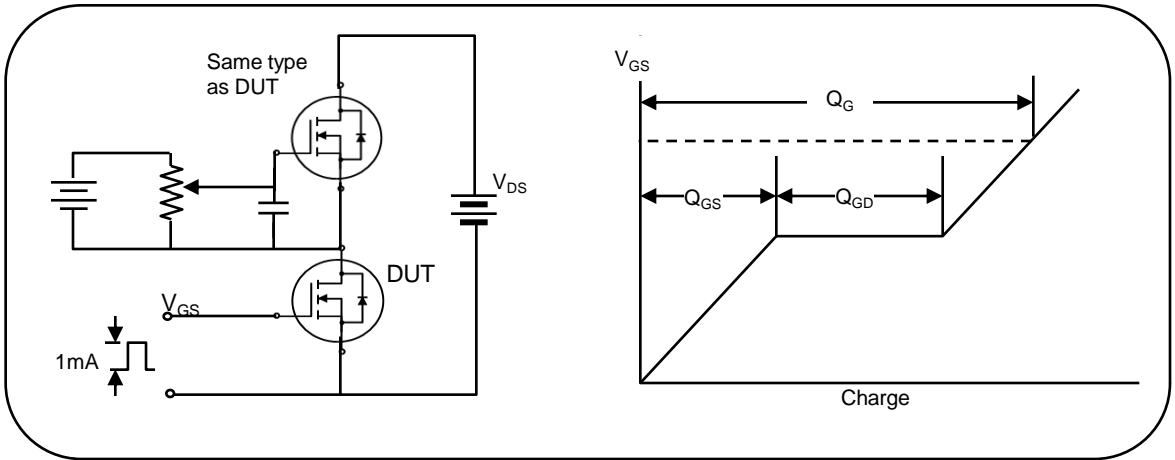 Same type
as DUT
V_DS
DUT
V_GS
1mA
V_GS
Q_G
Q_GS
Q_GD
Charge